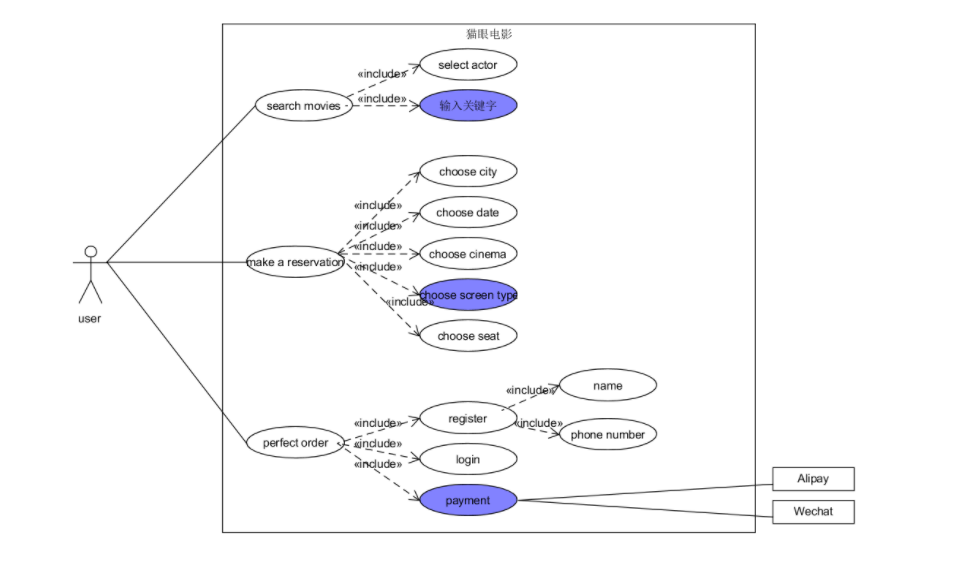 猫眼电影
select actor
«include»
search movies
«include»
输入关键字
choose city
«include»
choose date
«include»
«include»
choose cinema
make a reservation
«include»
choose screen type
«include»
choose seat
user
name
«include»
register
«include»
«include»
phone number
perfect order
«include»
login
«include»
payment
Alipay
Wechat